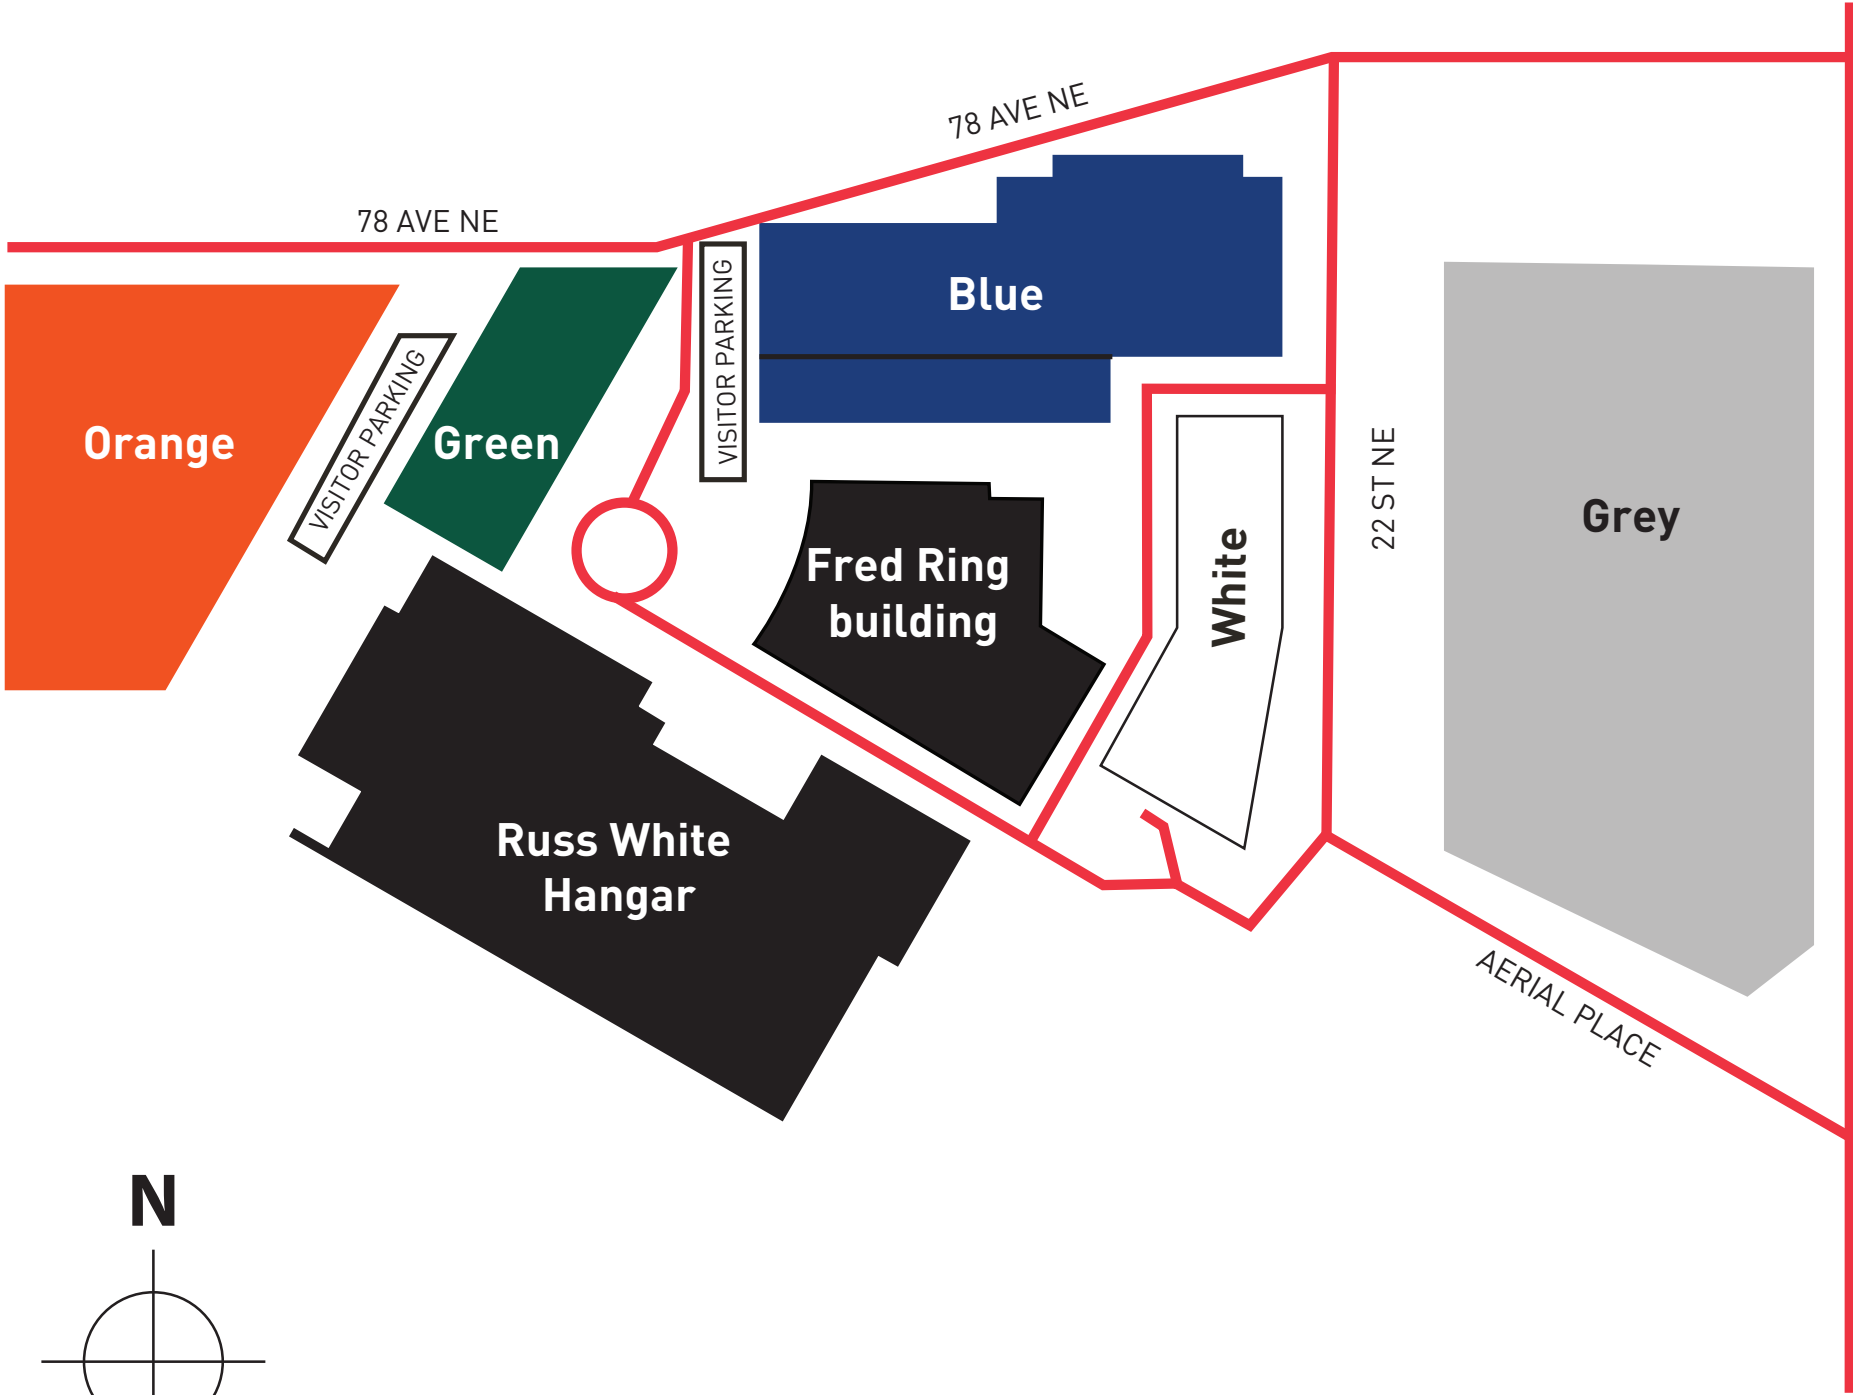 78 AVE NE
78 AVE NE
VISITOR PARKING
Blue
Orange
VISITOR PARKING
Green
22 ST NE
Grey
Fred Ring
building
White
Russ White
Hangar
AERIAL PLACE
N